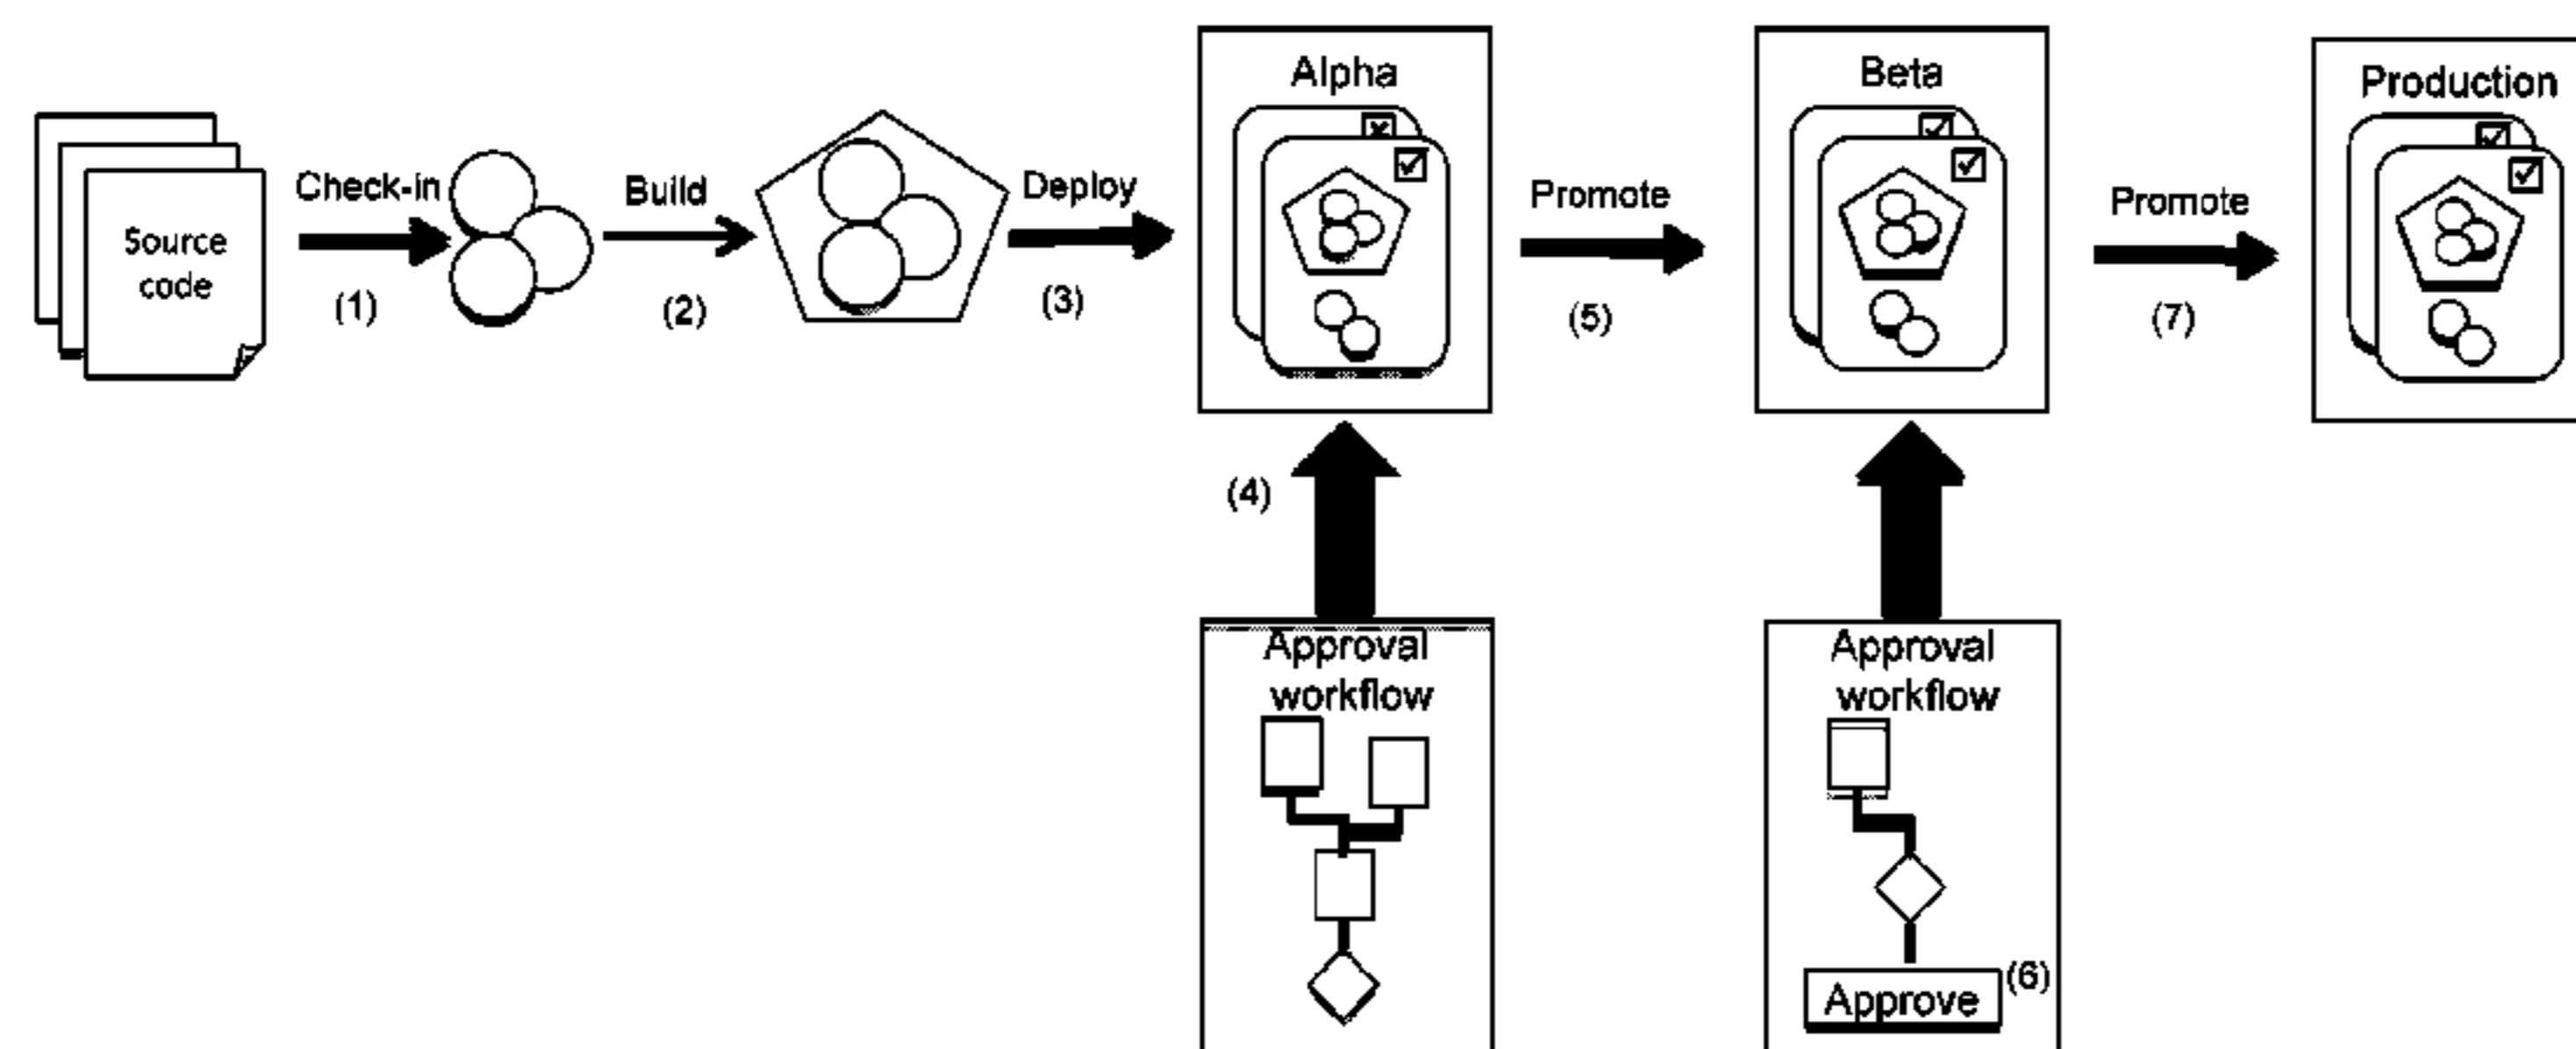 Source
code
Check-in
(1)
Build
(2)
Deploy
(3)
Alpha
Promote
(5)
Beta
Promote
(7)
Production
(4)
Approval
workflow
Approval
workflow
Approve
(6)